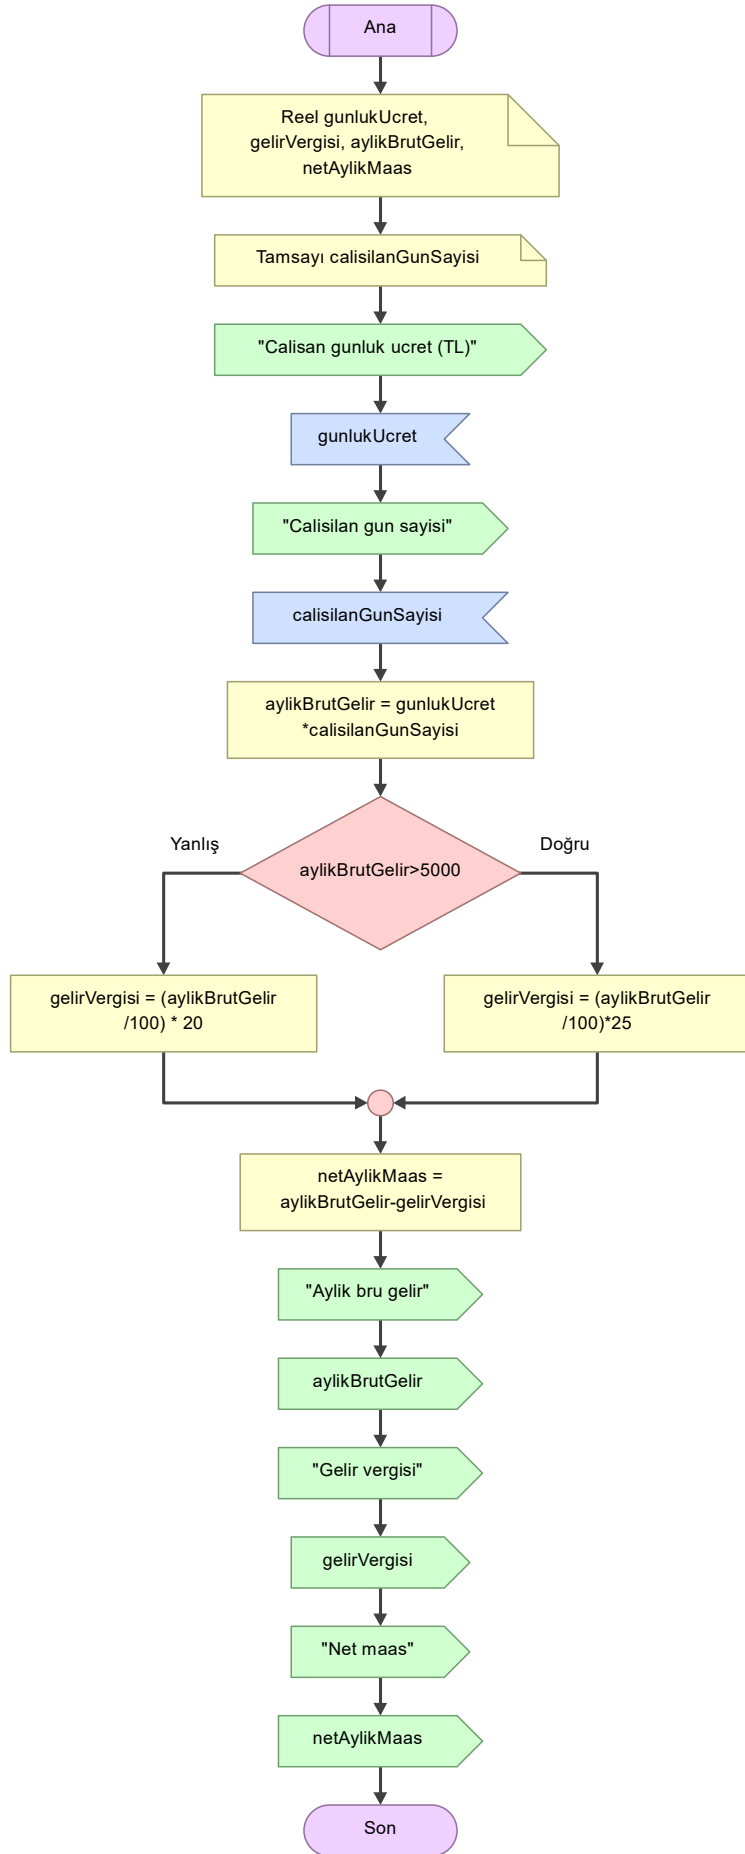 Ana
Reel gunlukUcret,
gelirVergisi, aylikBrutGelir,
netAylikMaas
Tamsayı calisilanGunSayisi
"Calisan gunluk ucret (TL)"
gunlukUcret
"Calisilan gun sayisi"
calisilanGunSayisi
aylikBrutGelir = gunlukUcret
*calisilanGunSayisi
Yanlış
Doğru
aylikBrutGelir>5000
gelirVergisi = (aylikBrutGelir
/100) * 20
gelirVergisi = (aylikBrutGelir
/100)*25
netAylikMaas =
aylikBrutGelir-gelirVergisi
"Aylik bru gelir"
aylikBrutGelir
"Gelir vergisi"
gelirVergisi
"Net maas"
netAylikMaas
Son